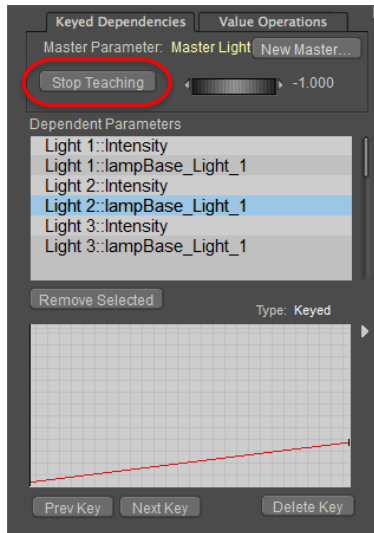 Keyed Dependencies Value Operations
Master Parameter: Master Light New Master...
Stop Teaching -1.000
Dependent Parameters
Light 1::Intensity
Light 1::lampBase_Light_1
Light 2::Intensity
Light 2::lampBase_Light_1
Light 3::Intensity
Light 3::lampBase_Light_1
Remove Selected
Type: Keyed
Prev Key Next Key Delete Key